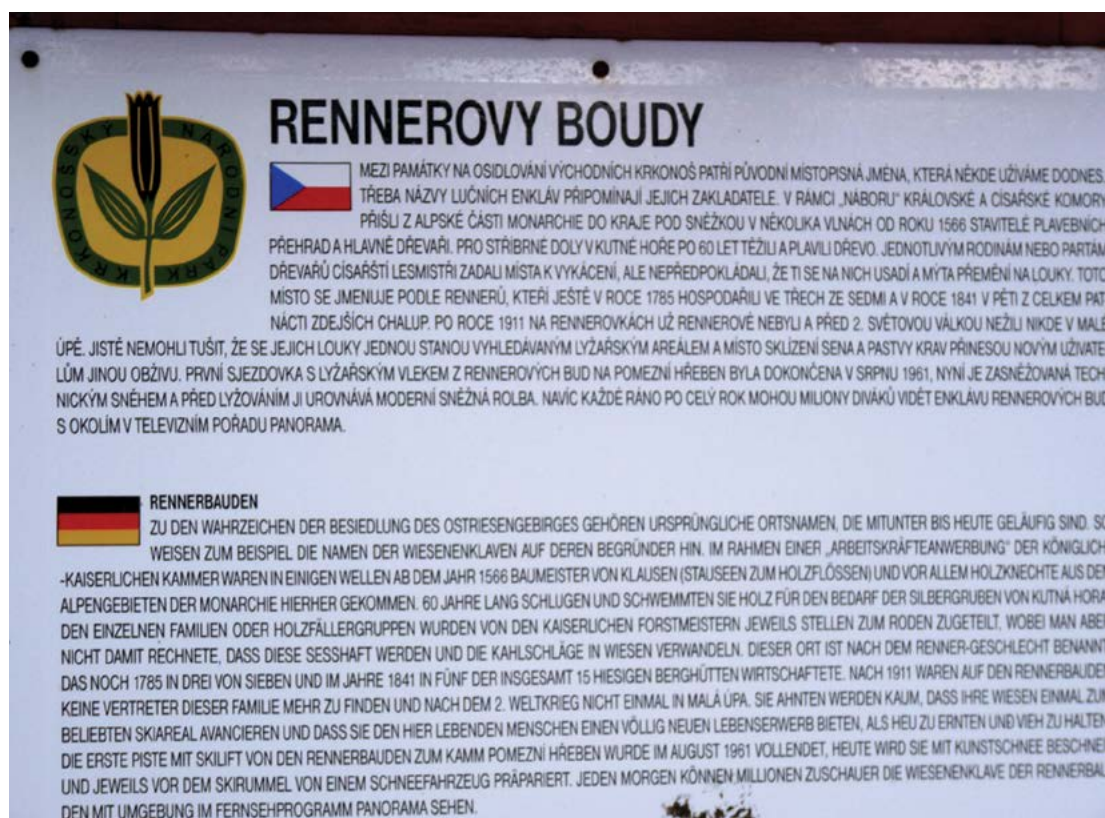 KRKONOŠSKÝ NÁRODNÍ PARK
RENNEROVY BOUDY
MEZI PAMÁTKY NA OSIDLOVÁNÍ VÝCHODNÍCH KRKONOŠ PATŘÍ PŮVODNÍ MÍSTOPISNÁ JMÉNA, KTERÁ NĚKDE UŽÍVÁME DODNES.
TŘEBA NÁZVY LUČNÍCH ENKLÁV PŘIPOMÍNAJÍ JEJICH ZAKLADATELE. V RÁMCI „NÁBORU" KRÁLOVSKÉ A CÍSAŘSKÉ KOMORY
PŘIŠLI Z ALPSKÉ ČÁSTI MONARCHIE DO KRAJE POD SNĚŽKOU V NĚKOLIKA VLNÁCH OD ROKU 1566 STAVITELÉ PLAVEBNÍCH
PŘEHRAD A HLAVNĚ DŘEVAŘI. PRO STŘÍBRNÉ DOLY V KUTNÉ HOŘE PO 60 LET TĚŽILI A PLAVILI DŘEVO. JEDNOTLIVÝM RODINÁM NEBO PARTÁM
DŘEVAŘŮ CÍSAŘŠTÍ LESMISTŘI ZADALI MÍSTA K VYKÁCENÍ, ALE NEPŘEDPOKLÁDALI, ŽE TI SE NA NICH USADÍ A MÝTA PŘEMĚNÍ NA LOUKY. TOTO
MÍSTO SE JMENUJE PODLE RENNERŮ, KTEŘÍ JEŠTĚ V ROCE 1785 HOSPODAŘILI VE TŘECH ZE SEDMI A V ROCE 1841 V PĚTI Z CELKEM PAT
NÁCTI ZDEJŠÍCH CHALUP. PO ROCE 1911 NA RENNEROVKÁCH UŽ RENNEROVÉ NEBYLI A PŘED 2. SVĚTOVOU VÁLKOU NEŽILI NIKDE V MALÉ
ÚPĚ. JISTĚ NEMOHLI TUŠIT, ŽE SE JEJICH LOUKY JEDNOU STANOU VYHLEDÁVANÝM LYŽAŘSKÝM AREÁLEM A MÍSTO SKLÍZENÍ SENA A PASTVY KRAV PŘINESOU NOVÝM UŽIVATE
LŮM JINOU OBŽIVU. PRVNÍ SJEZDOVKA S LYŽAŘSKÝM VLEKEM Z RENNEROVÝCH BUD NA POMEZNÍ HŘEBEN BYLA DOKONČENA V SRPNU 1961, NYNÍ JE ZASNĚŽOVANÁ TECH
NICKÝM SNĚHEM A PŘED LYŽOVÁNÍM JI UROVNÁVÁ MODERNÍ SNĚŽNÁ ROLBA. NAVÍC KAŽDÉ RÁNO PO CELÝ ROK MOHOU MILIONY DIVÁKŮ VIDĚT ENKLÁVU RENNEROVÝCH BUD
S OKOLÍM V TELEVIZNÍM POŘADU PANORAMA.
RENNERBAUDEN
ZU DEN WAHRZEICHEN DER BESIEDLUNG DES OSTRIESENGEBIRGES GEHÖREN URSPRÜNGLICHE ORTSNAMEN, DIE MITUNTER BIS HEUTE GELÄUFIG SIND. SO
WEISEN ZUM BEISPIEL DIE NAMEN DER WIESENENKLAVEN AUF DEREN BEGRÜNDER HIN. IM RAHMEN EINER „ARBEITSKRÄFTEANWERBUNG" DER KÖNIGLICH
-KAISERLICHEN KAMMER WAREN IN EINIGEN WELLEN AB DEM JAHR 1566 BAUMEISTER VON KLAUSEN (STAUSEEN ZUM HOLZFLÖSSEN) UND VOR ALLEM HOLZKNECHTE AUS DEN
ALPENGEBIETEN DER MONARCHIE HIERHER GEKOMMEN. 60 JAHRE LANG SCHLUGEN UND SCHWEMMTEN SIE HOLZ FÜR DEN BEDARF DER SILBERGRUBEN VON KUTNÁ HORA.
DEN EINZELNEN FAMILIEN ODER HOLZFÄLLERGRUPPEN WURDEN VON DEN KAISERLICHEN FORSTMEISTERN JEWEILS STELLEN ZUM RODEN ZUGETEILT, WOBEI MAN ABER
NICHT DAMIT RECHNETE, DASS DIESE SESSHAFT WERDEN UND DIE KAHLSCHLÄGE IN WIESEN VERWANDELN. DIESER ORT IST NACH DEM RENNER-GESCHLECHT BENANNT,
DAS NOCH 1785 IN DREI VON SIEBEN UND IM JAHRE 1841 IN FÜNF DER INSGESAMT 15 HIESIGEN BERGHÜTTEN WIRTSCHAFTETE. NACH 1911 WAREN AUF DEN RENNERBAUDEN
KEINE VERTRETER DIESER FAMILIE MEHR ZU FINDEN UND NACH DEM 2. WELTKRIEG NICHT EINMAL IN MALÁ ÚPA. SIE AHNTEN WERDEN KAUM, DASS IHRE WIESEN EINMAL ZUM
BELIEBTEN SKIAREAL AVANCIEREN UND DASS SIE DEN HIER LEBENDEN MENSCHEN EINEN VÖLLIG NEUEN LEBENSERWERB BIETEN, ALS HEU ZU ERNTEN UND VIEH ZU HALTEN.
DIE ERSTE PISTE MIT SKILIFT VON DEN RENNERBAUDEN ZUM KAMM POMEZNÍ HŘEBEN WURDE IM AUGUST 1961 VOLLENDET, HEUTE WIRD SIE MIT KUNSTSCHNEE BESCHNEI
UND JEWEILS VOR DEM SKIRUMMEL VON EINEM SCHNEEFAHRZEUG PRÄPARIERT. JEDEN MORGEN KÖNNEN MILLIONEN ZUSCHAUER DIE WIESENENKLAVE DER RENNERBAU
DEN MIT UMGEBUNG IM FERNSEHPROGRAMM PANORAMA SEHEN.